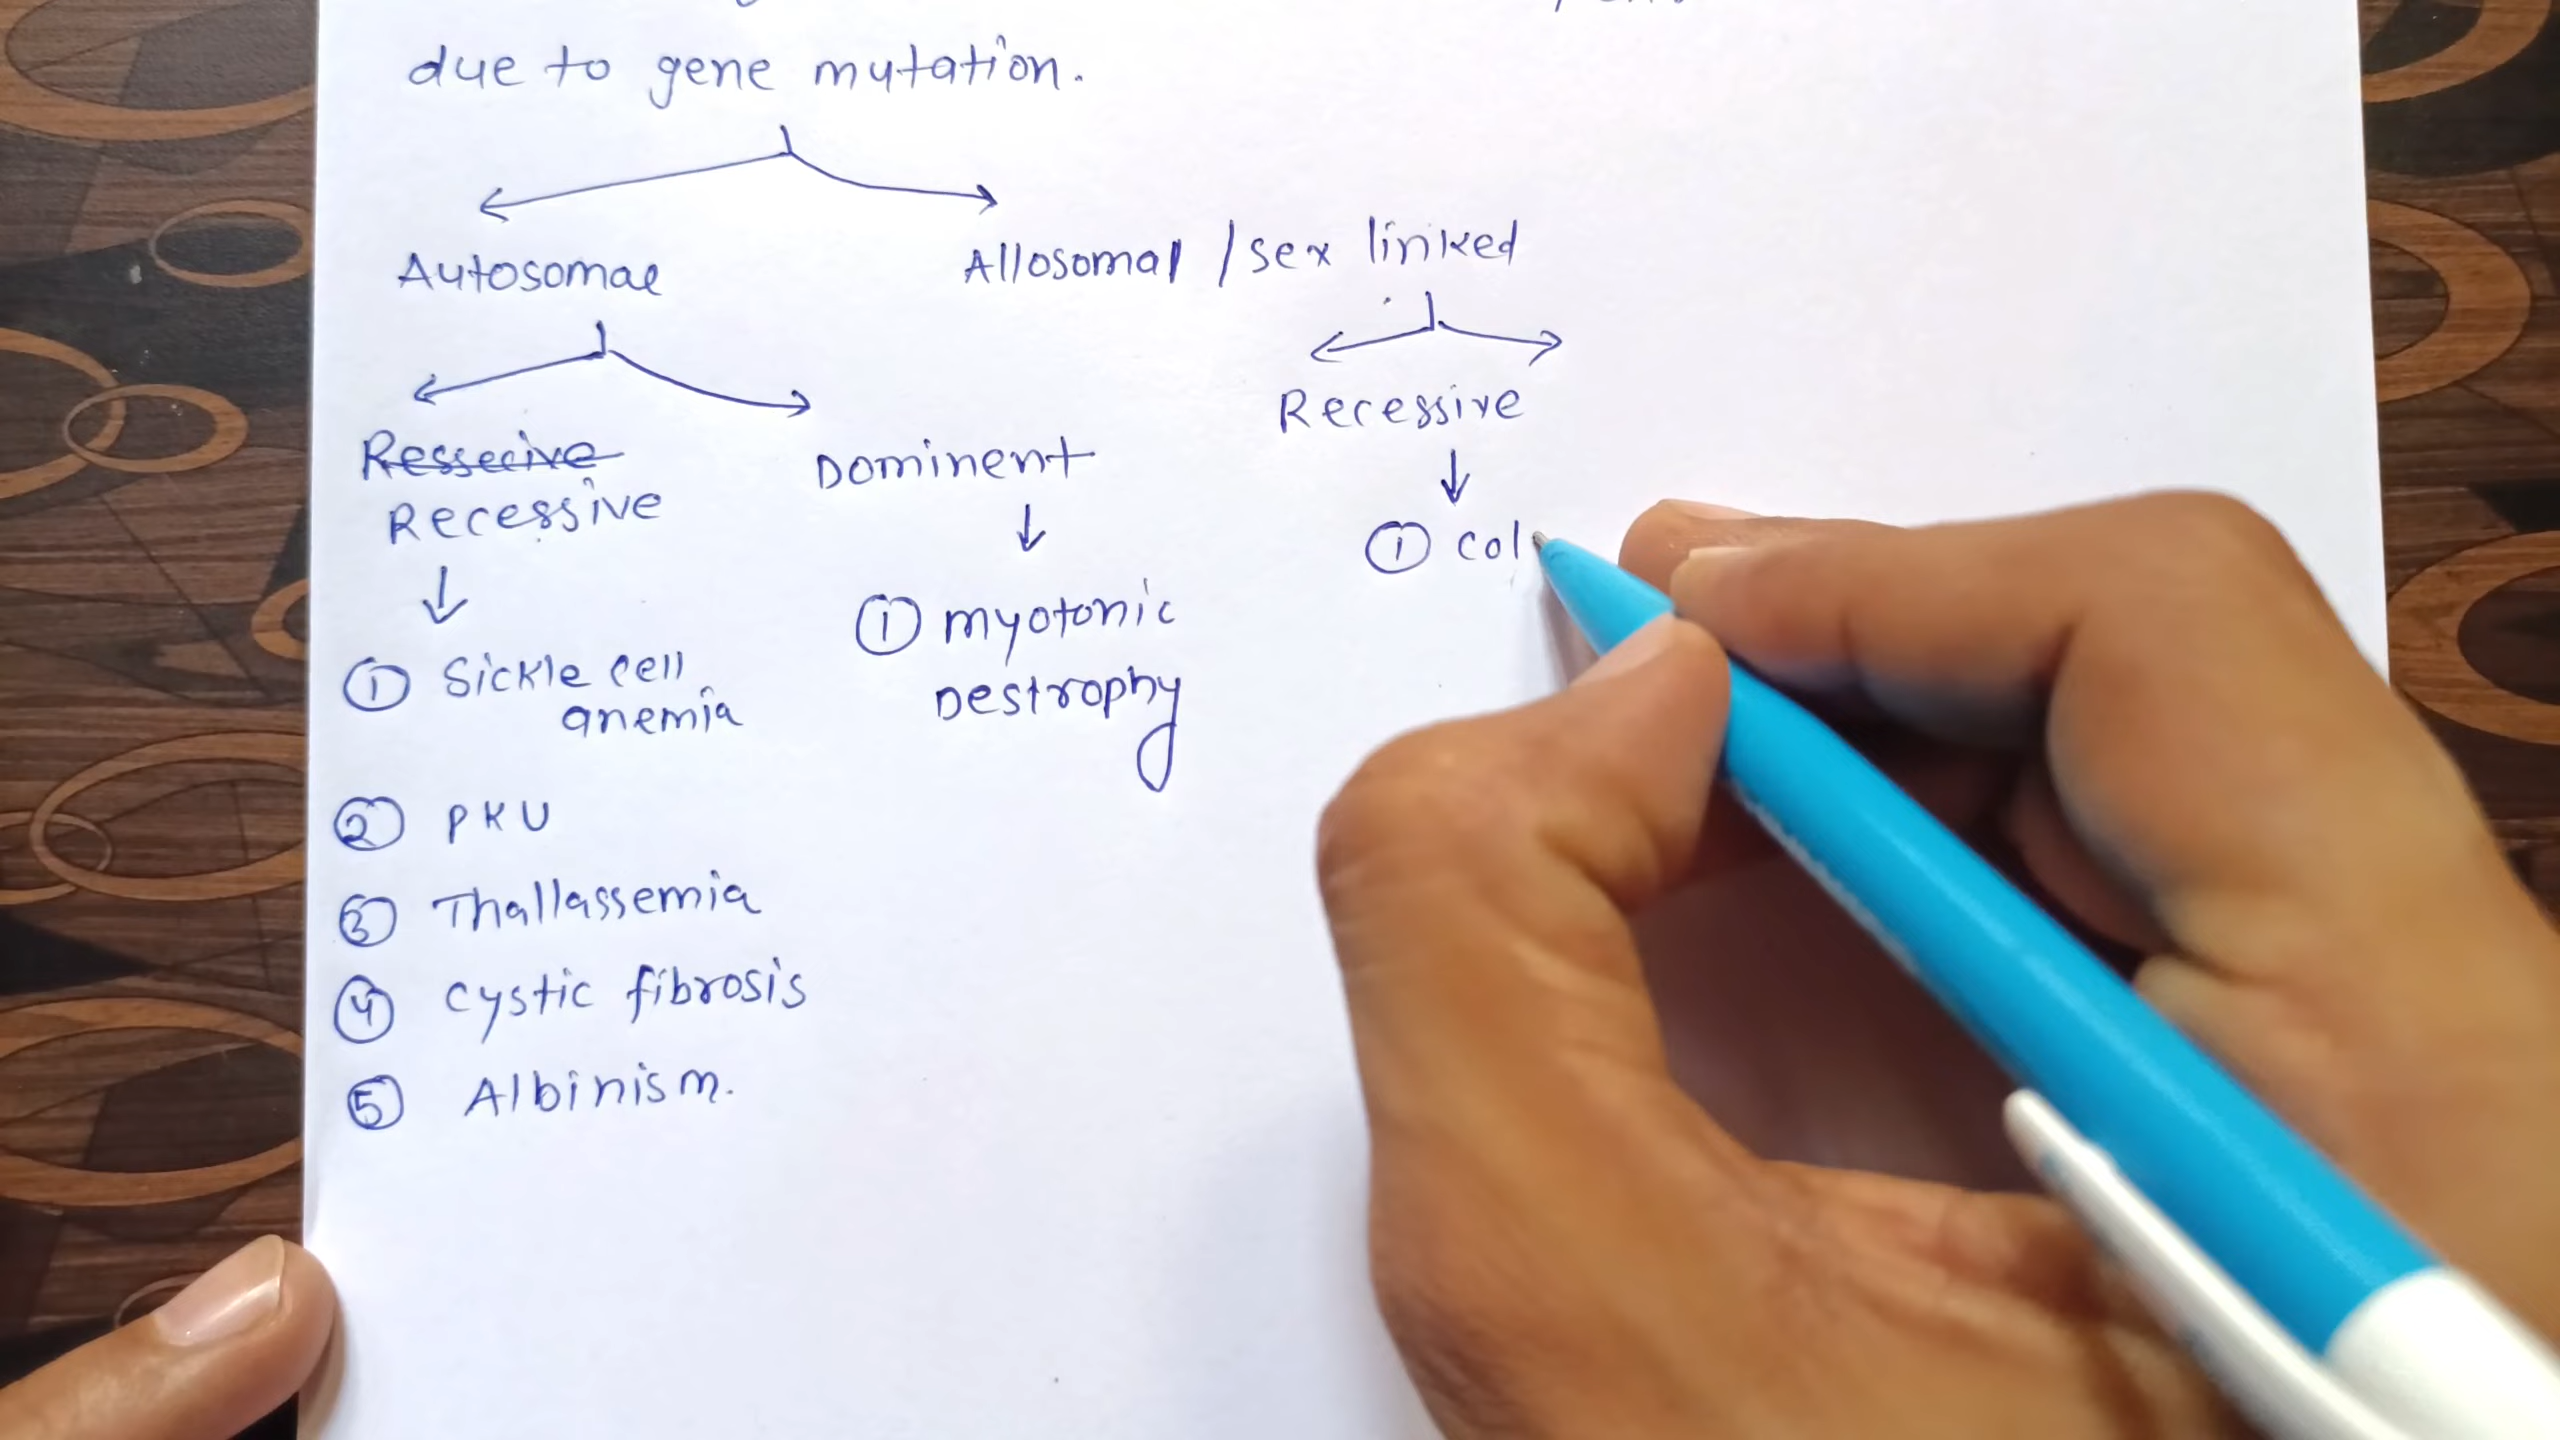 due to gene mutation.
Autosomal
Allosomal / sex linked
Ressecive
Recessive
Dominent
Recessive
① Sickle cell
anemia
② PKU
③ Thallassemia
④ cystic fibrosis
⑤ Albinism.
① myotonic
Destrophy
① col